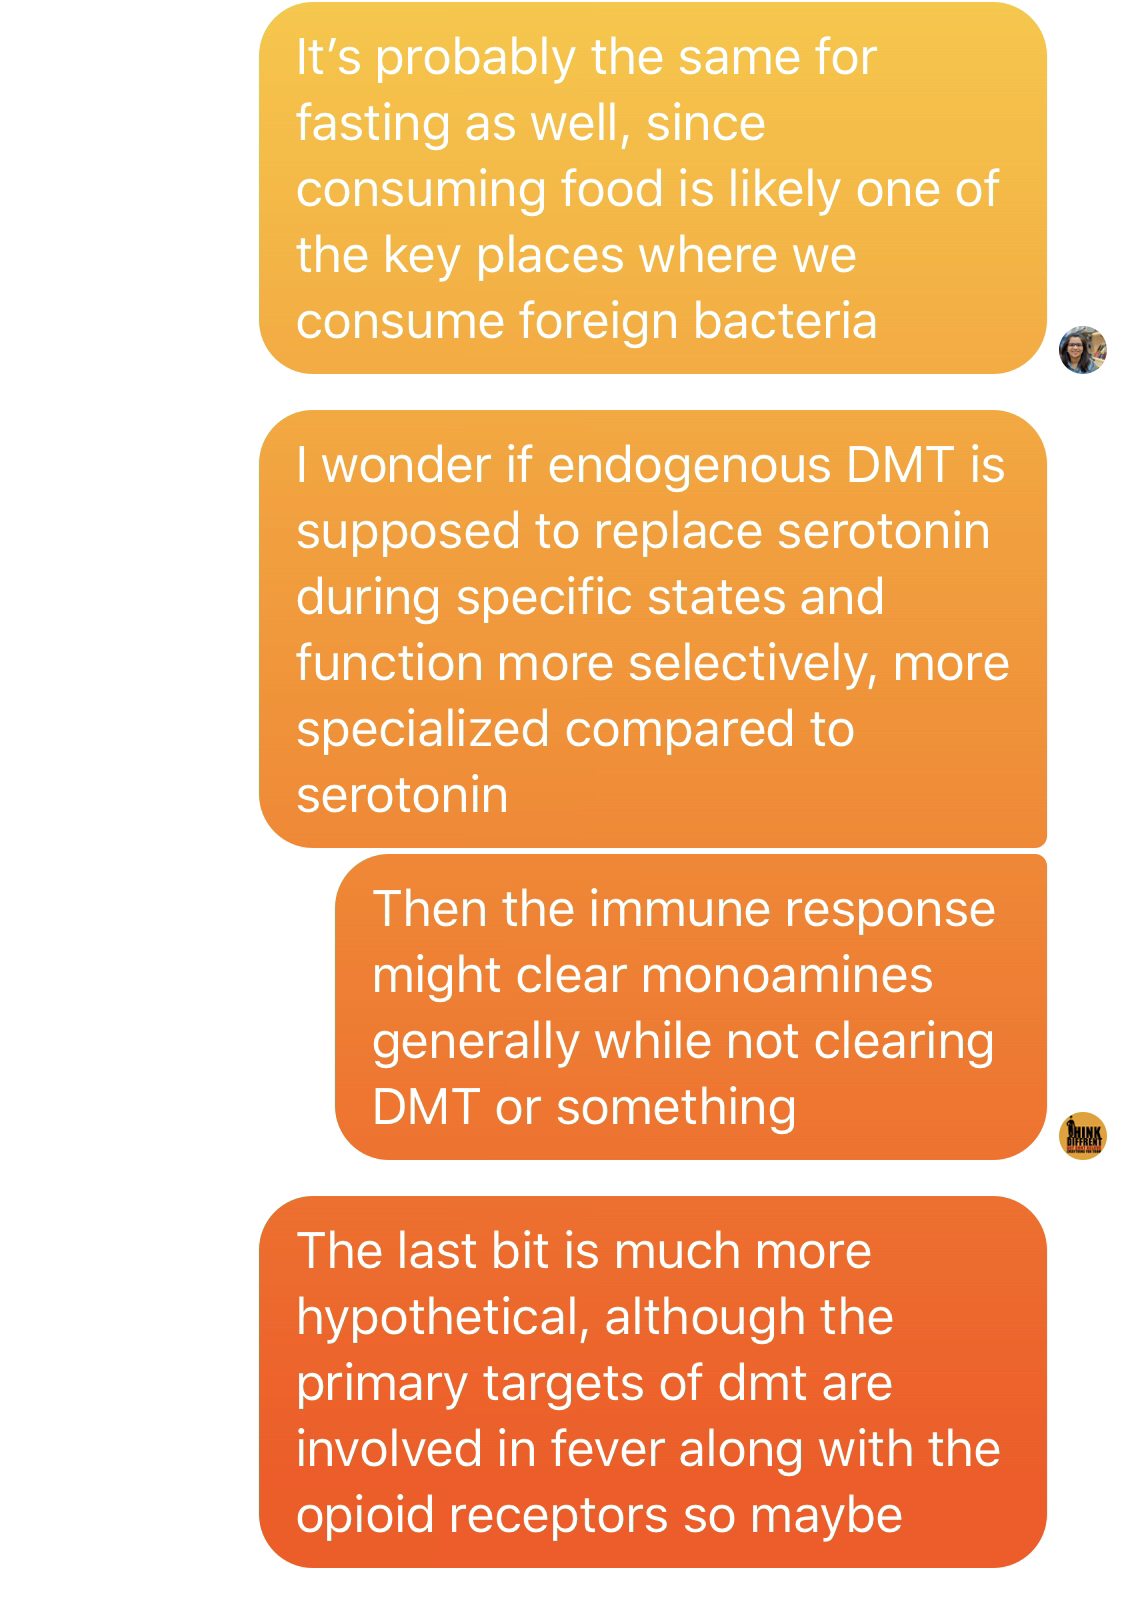 It’s probably the same for
fasting as well, since
consuming food is likely one of
the key places where we
consume foreign bacteria
I wonder if endogenous DMT is
supposed to replace serotonin
during specific states and
function more selectively, more
specialized compared to
serotonin
Then the immune response
might clear monoamines
generally while not clearing
DMT or something
HINK
DIFFRENT
The last bit is much more
hypothetical, although the
primary targets of dmt are
involved in fever along with the
opioid receptors so maybe